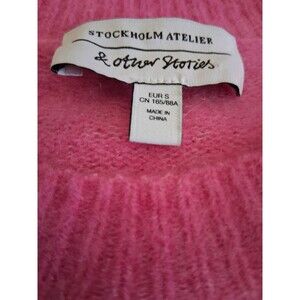 STOCKHOLM ATELIER
& other Stories
EUR S
CN 165/88A
MADE IN
CHINA